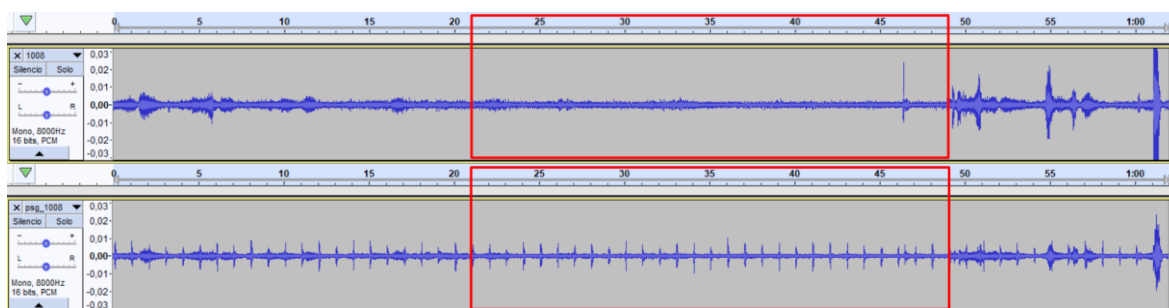 0 5 10 15 20 25 30 35 40 45 50 55 1:00
× 1008 ▼ 0,03
Silencio Solo 0,02
- + 0,01
0,00
L R -0,01
Mono, 8000Hz -0,02
16 bits, PCM -0,03
0 5 10 15 20 25 30 35 40 45 50 55 1:00
× psg_1008 ▼ 0,03
Silencio Solo 0,02
- + 0,01
0,00
L R -0,01
Mono, 8000Hz -0,02
16 bits, PCM -0,03